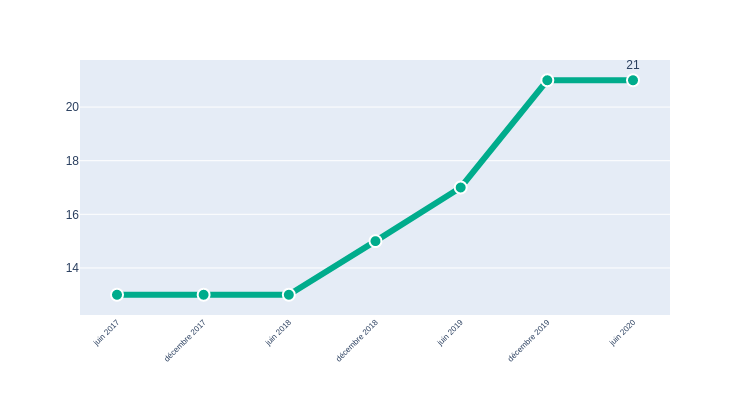 21
20
18
16
14
juin 2017
décembre 2017
juin 2018
décembre 2018
juin 2019
décembre 2019
juin 2020